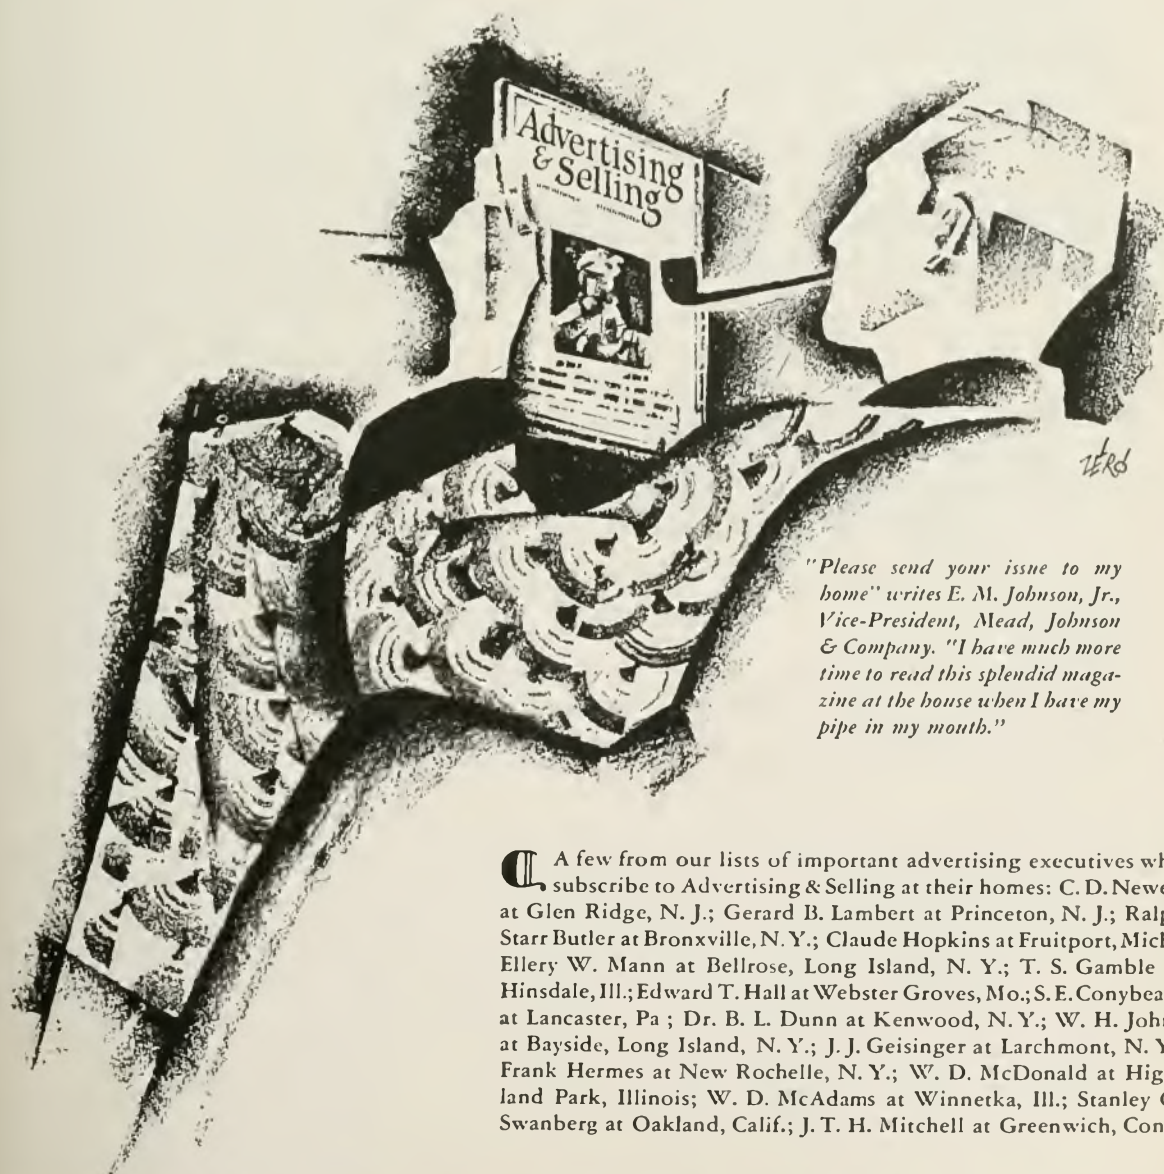 Advertising
& Selling
ZERO
"Please send your issue to my
home" writes E. M. Johnson, Jr.,
Vice-President, Mead, Johnson
& Company. "I have much more
time to read this splendid maga-
zine at the house when I have my
pipe in my mouth."
A few from our lists of important advertising executives wh
subscribe to Advertising & Selling at their homes: C. D. Newe
at Glen Ridge, N. J.; Gerard B. Lambert at Princeton, N. J.; Ralp
Starr Butler at Bronxville, N. Y.; Claude Hopkins at Fruitport, Mich
Ellery W. Mann at Bellrose, Long Island, N. Y.; T. S. Gamble
Hinsdale, Ill.; Edward T. Hall at Webster Groves, Mo.; S. E. Conybea
at Lancaster, Pa ; Dr. B. L. Dunn at Kenwood, N. Y.; W. H. John
at Bayside, Long Island, N. Y.; J. J. Geisinger at Larchmont, N. Y
Frank Hermes at New Rochelle, N. Y.; W. D. McDonald at Hig
land Park, Illinois; W. D. McAdams at Winnetka, Ill.; Stanley
Swanberg at Oakland, Calif.; J. T. H. Mitchell at Greenwich, Con